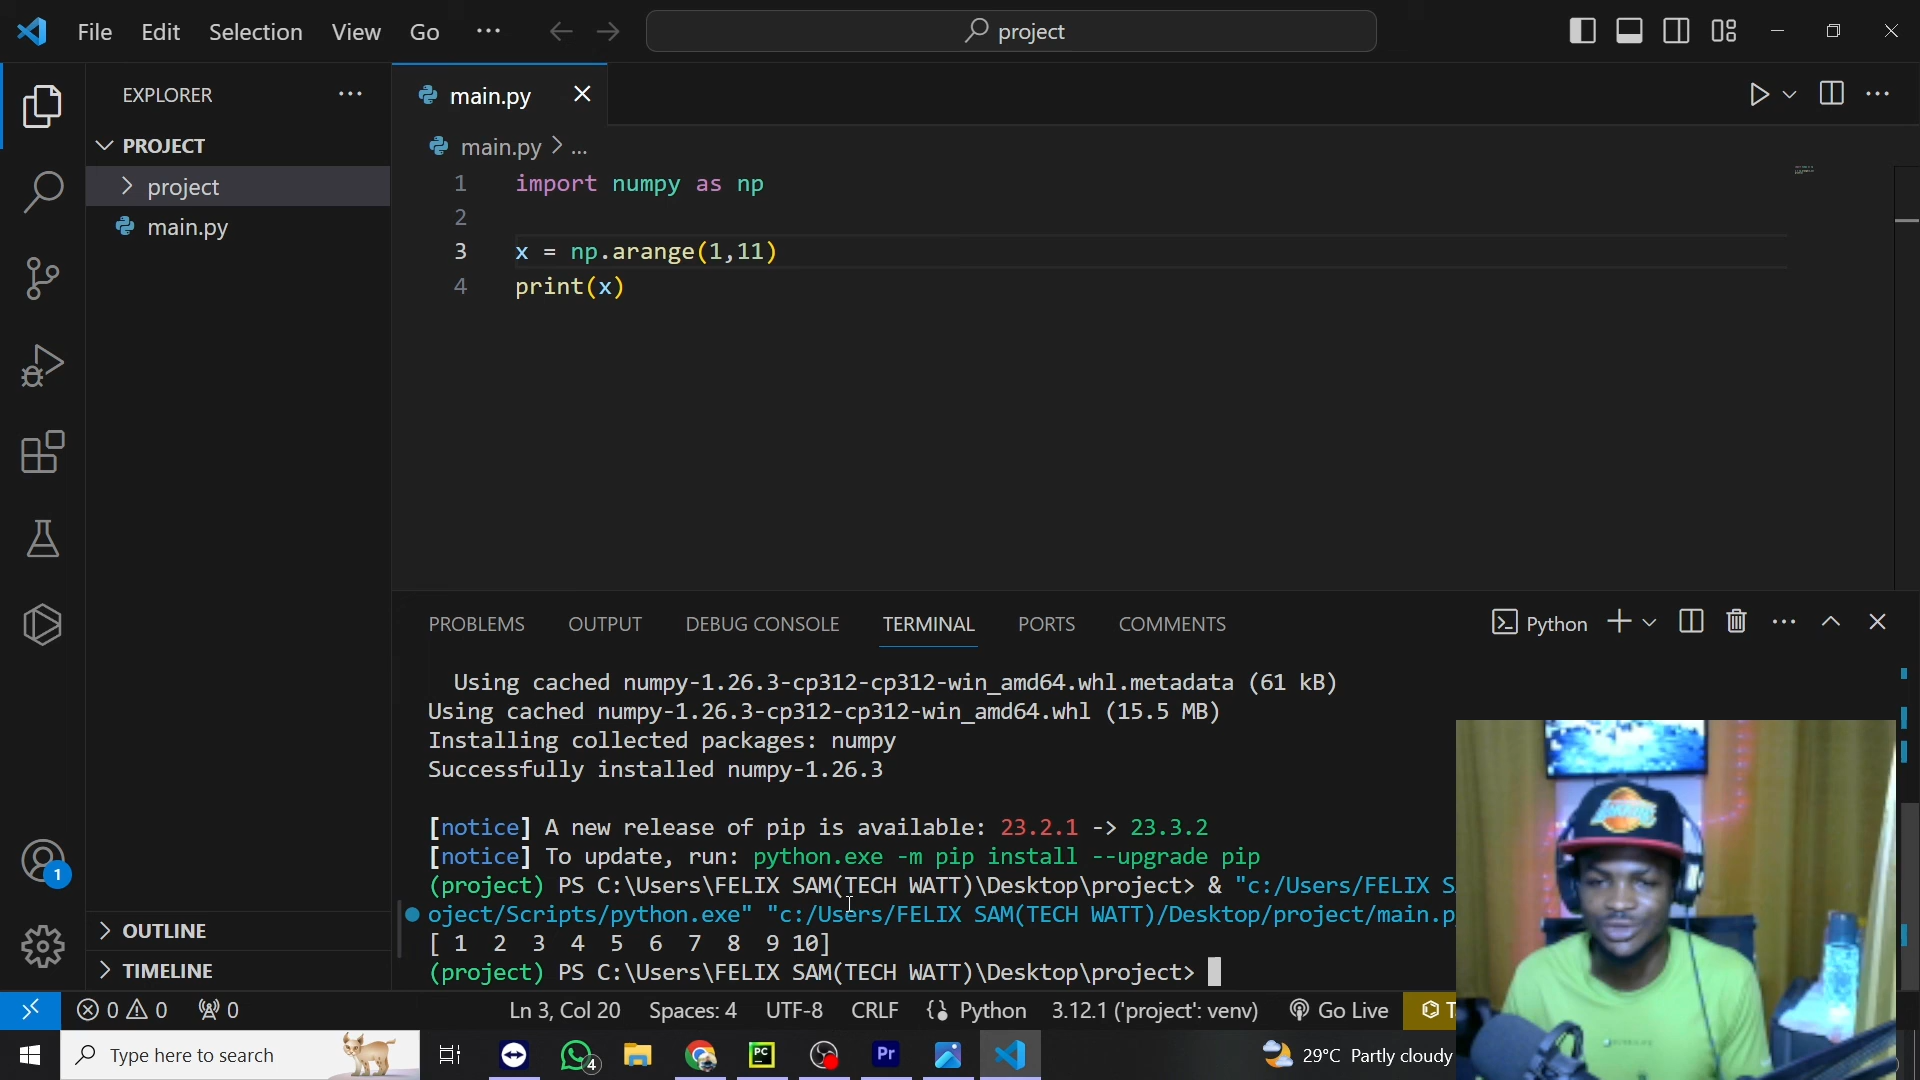 File Edit Selection View Go ··· project
EXPLORER ···
PROJECT
project
main.py
main.py
main.py > ...
1 import numpy as np
2
3 x = np.arange(1,11)
4 print(x)
PROBLEMS OUTPUT DEBUG CONSOLE TERMINAL PORTS COMMENTS Python
Using cached numpy-1.26.3-cp312-cp312-win_amd64.whl.metadata (61 kB)
Using cached numpy-1.26.3-cp312-cp312-win_amd64.whl (15.5 MB)
Installing collected packages: numpy
Successfully installed numpy-1.26.3
[notice] A new release of pip is available: 23.2.1 -> 23.3.2
[notice] To update, run: python.exe -m pip install --upgrade pip
(project) PS C:\Users\FELIX SAM(TECH WATT)\Desktop\project> & "c:/Users/FELIX S
oject/Scripts/python.exe" "c:/Users/FELIX SAM(TECH WATT)/Desktop/project/main.p
[ 1 2 3 4 5 6 7 8 9 10]
(project) PS C:\Users\FELIX SAM(TECH WATT)\Desktop\project>
OUTLINE
TIMELINE
1
0 0 0 Ln 3, Col 20 Spaces: 4 UTF-8 CRLF Python 3.12.1 ('project': venv) Go Live
Type here to search 4 PC Pr 29°C Partly cloudy